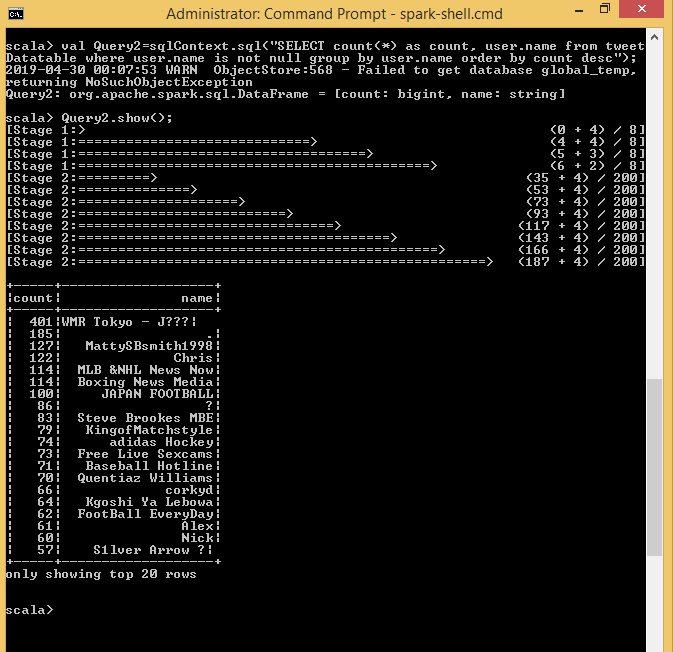 Administrator: Command Prompt - spark-shell.cmd
scala> val Query2=sqlContext.sql("SELECT count(*) as count, user.name from tweet
Datatable where user.name is not null group by user.name order by count desc");
2019-04-30 00:07:53 WARN  ObjectStore:568 - Failed to get database global_temp,
returning NoSuchObjectException
Query2: org.apache.spark.sql.DataFrame = [count: bigint, name: string]
scala> Query2.show();
[Stage 1:>                                                          (0 + 4) / 8]
[Stage 1:=============================>                             (4 + 4) / 8]
[Stage 1:====================================>                      (5 + 3) / 8]
[Stage 1:============================================>              (6 + 2) / 8]
[Stage 2:=========>                                              (35 + 4) / 200]
[Stage 2:==============>                                         (53 + 4) / 200]
[Stage 2:====================>                                   (73 + 4) / 200]
[Stage 2:==========================>                             (93 + 4) / 200]
[Stage 2:================================>                      (117 + 4) / 200]
[Stage 2:=======================================>               (143 + 4) / 200]
[Stage 2:=============================================>         (166 + 4) / 200]
[Stage 2:===================================================>   (187 + 4) / 200]
+-----+-------------------+
|count|               name|
+-----+-------------------+
|  401|WMR Tokyo - J???|
|  185|                  .|
|  127|   MattySBsmith1998|
|  122|              Chris|
|  114|  MLB &NHL News Now|
|  114|  Boxing News Media|
|  100|     JAPAN FOOTBALL|
|   86|                  ?|
|   83|  Steve Brookes MBE|
|   79|   KingofMatchstyle|
|   74|      adidas Hockey|
|   73|  Free Live Sexcams|
|   71|   Baseball Hotline|
|   70|  Quentiaz Williams|
|   66|             corkyd|
|   64|   Kgoshi Ya Lebowa|
|   62|  FootBall EveryDay|
|   61|               Alex|
|   60|               Nick|
|   57|    S1lver Arrow ?|
+-----+-------------------+
only showing top 20 rows
scala>